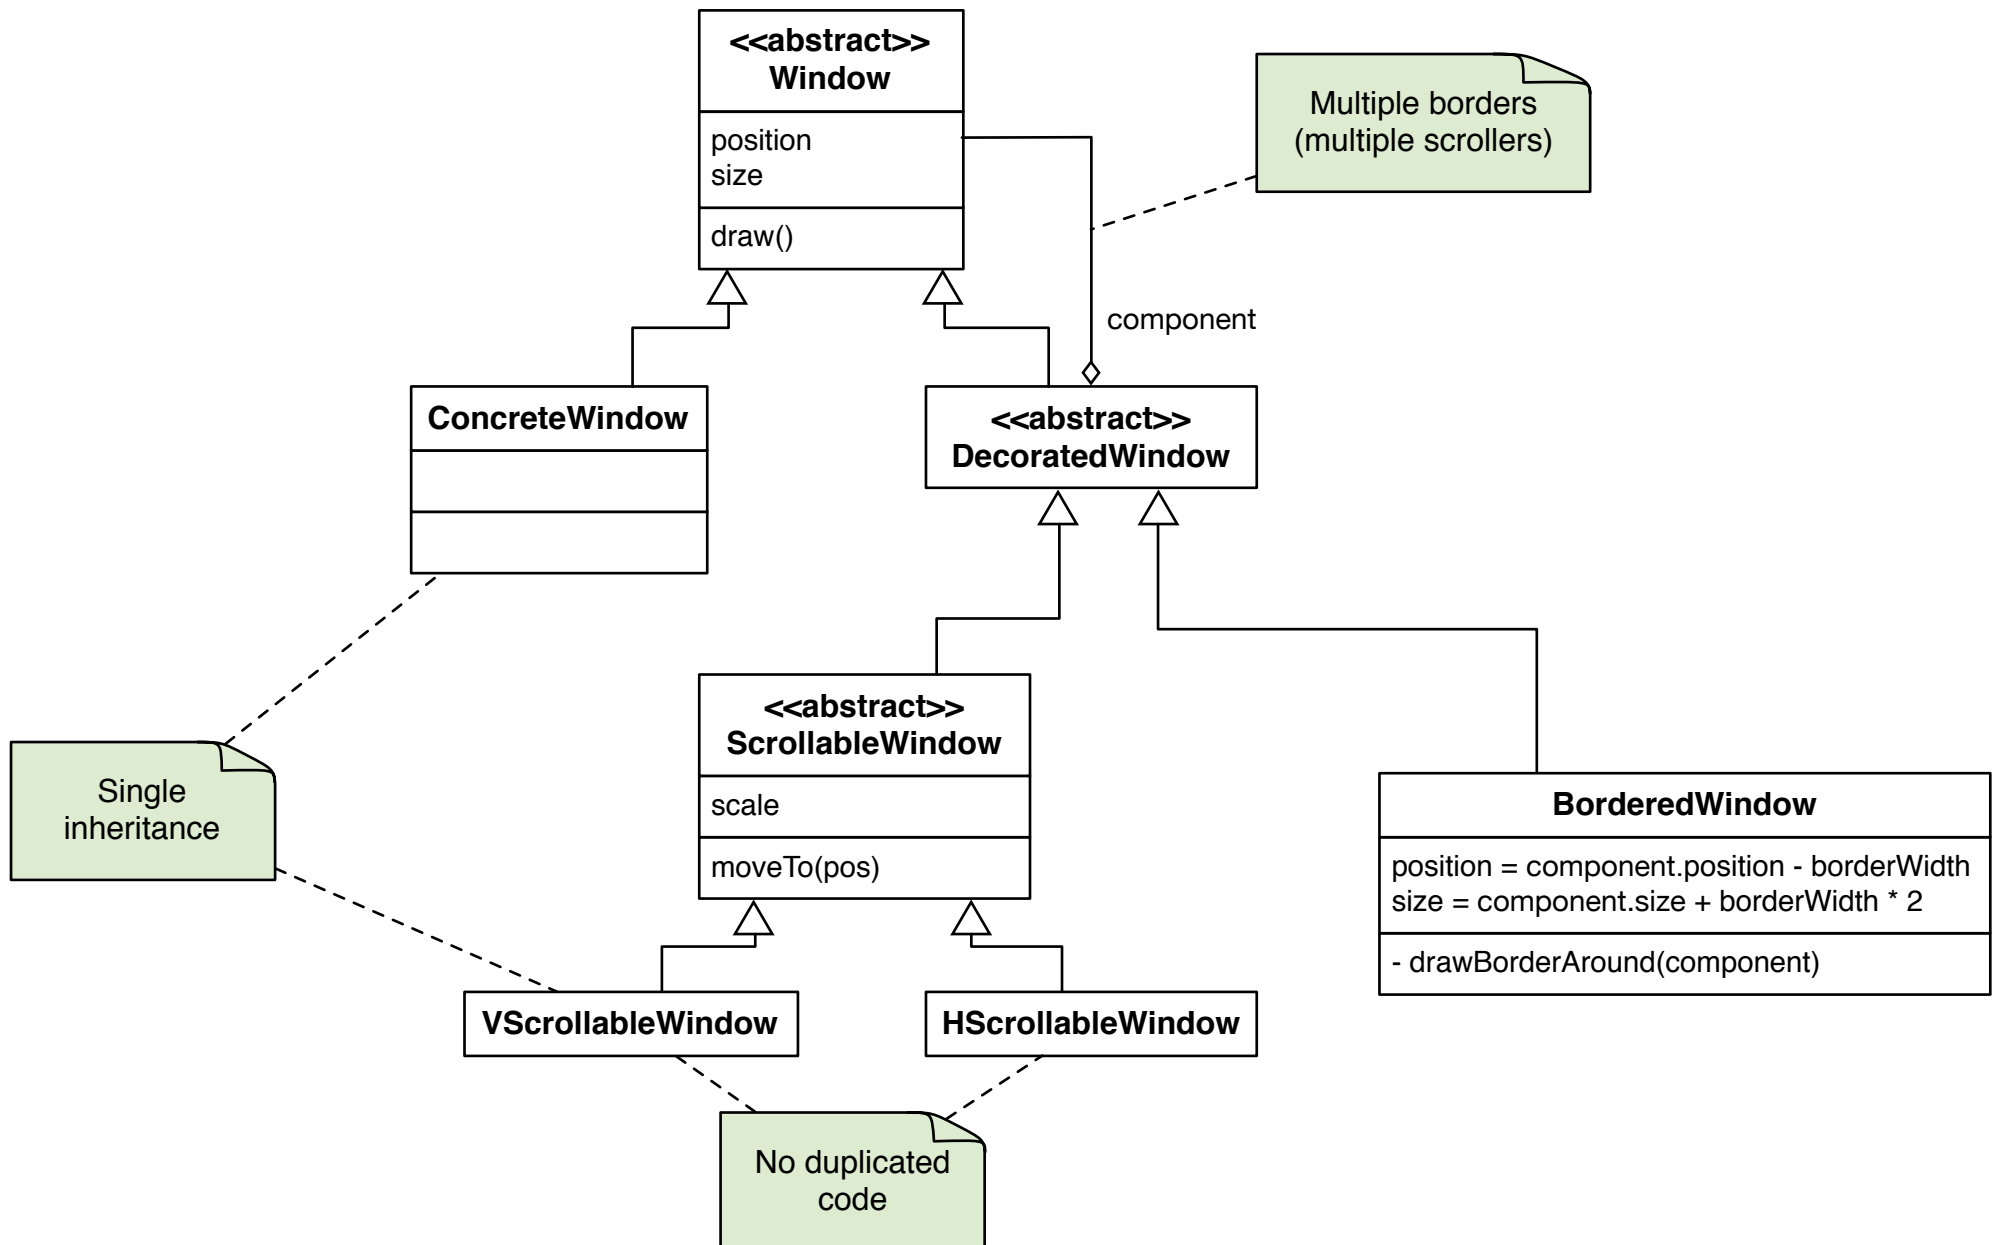 <<abstract>>
Window
position
size
draw()
Multiple borders
(multiple scrollers)
component
ConcreteWindow
<<abstract>>
DecoratedWindow
<<abstract>>
ScrollableWindow
scale
moveTo(pos)
Single
inheritance
BorderedWindow
position = component.position - borderWidth
size = component.size + borderWidth * 2
- drawBorderAround(component)
VScrollableWindow
HScrollableWindow
No duplicated
code